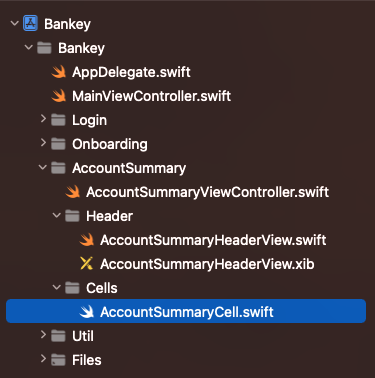 Bankey
Bankey
AppDelegate.swift
MainViewController.swift
Login
Onboarding
AccountSummary
AccountSummaryViewController.swift
Header
AccountSummaryHeaderView.swift
AccountSummaryHeaderView.xib
Cells
AccountSummaryCell.swift
Util
Files